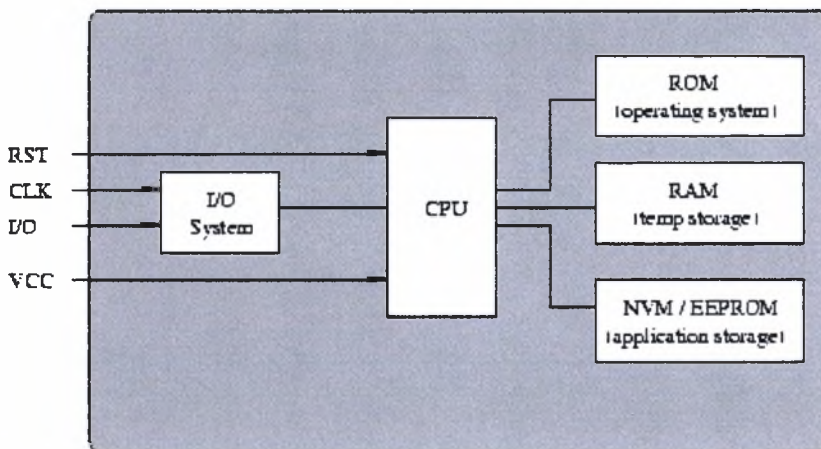 ROM
(operating system)
RST
CLK
I/O
VCC
I/O
System
CPU
RAM
(temp storage)
NVM / EEPROM
(application storage)